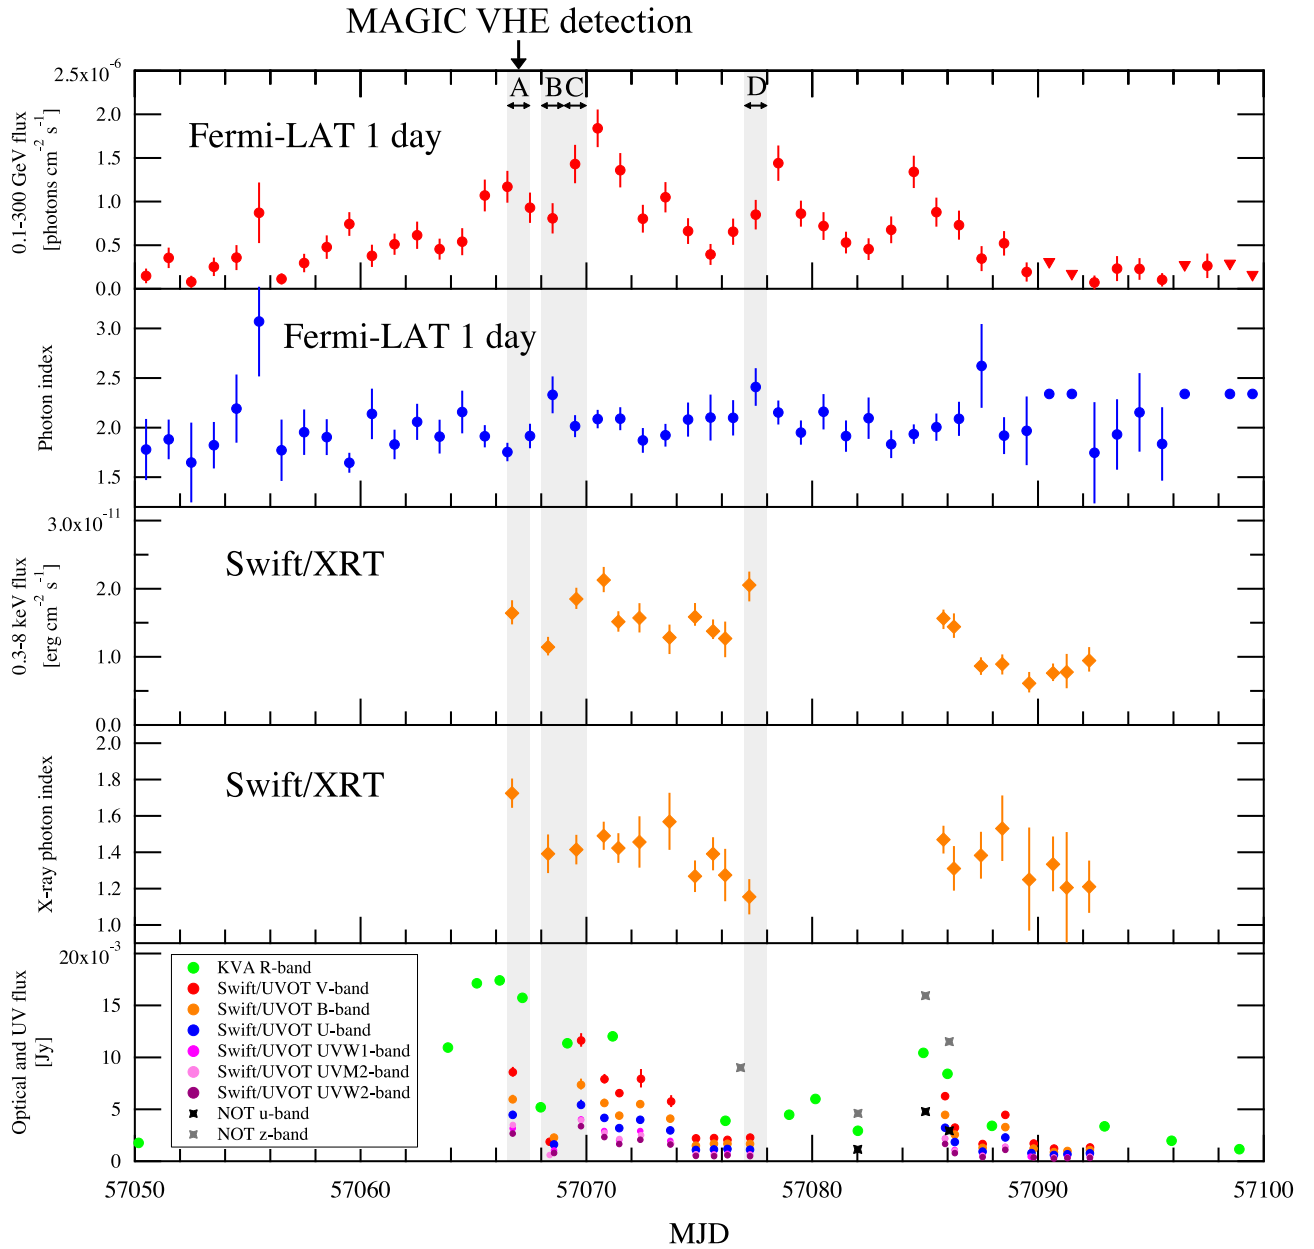 MAGIC VHE detection
2.5x10-6
A
B
C
D
Fermi-LAT 1 day
2.0
1.5
1.0
0.5
0.0
0.1-300 GeV flux
[photons cm-2 s-1]
Fermi-LAT 1 day
3.0
2.5
2.0
1.5
Photon index
3.0x10-11
Swift/XRT
2.0
1.0
0.0
0.3-8 keV flux
[erg cm-2 s-1]
2.0
Swift/XRT
1.8
1.6
1.4
1.2
1.0
X-ray photon index
20x10-3
15
10
5
0
Optical and UV flux
[Jy]
KVA R-band
Swift/UVOT V-band
Swift/UVOT B-band
Swift/UVOT U-band
Swift/UVOT UVW1-band
Swift/UVOT UVM2-band
Swift/UVOT UVW2-band
NOT u-band
NOT z-band
57050
57060
57070
57080
57090
57100
MJD